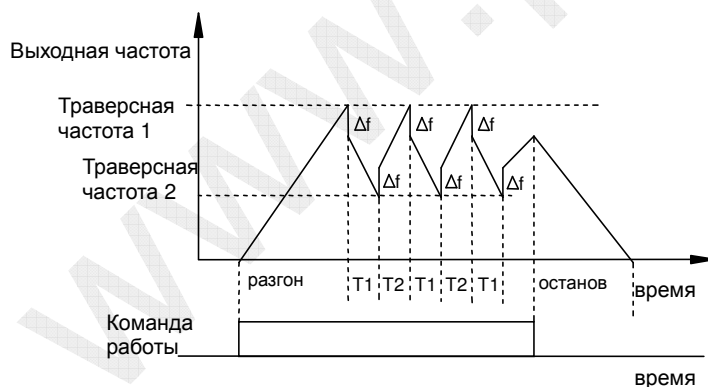 www.
Выходная частота
Траверсная
частота 1
Δf Δf Δf
Траверсная
частота 2
Δf Δf Δf
разгон T1 T2 T1 T2 T1 останов время
Команда
работы
время